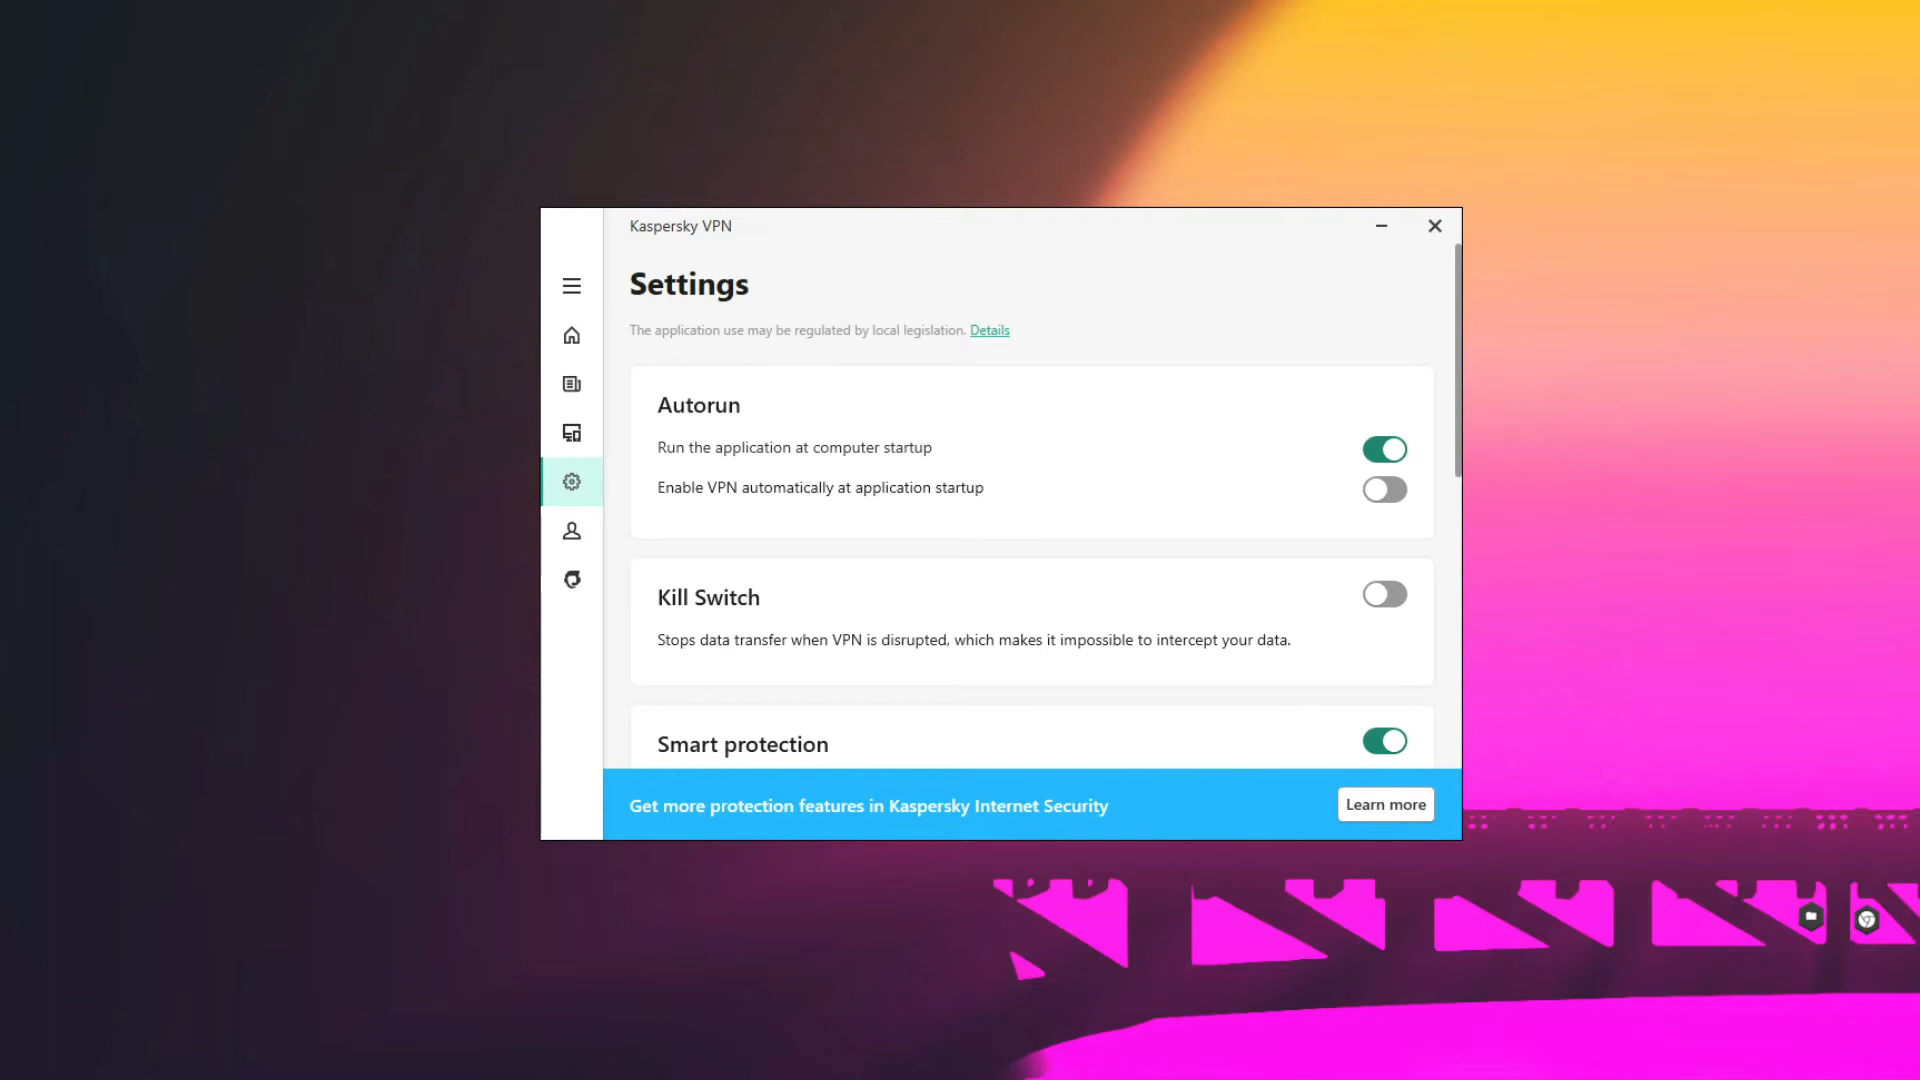 Kaspersky VPN
Settings
The application use may be regulated by local legislation. Details
Autorun
Run the application at computer startup
Enable VPN automatically at application startup
Kill Switch
Stops data transfer when VPN is disrupted, which makes it impossible to intercept your data.
Smart protection
Get more protection features in Kaspersky Internet Security
Learn more